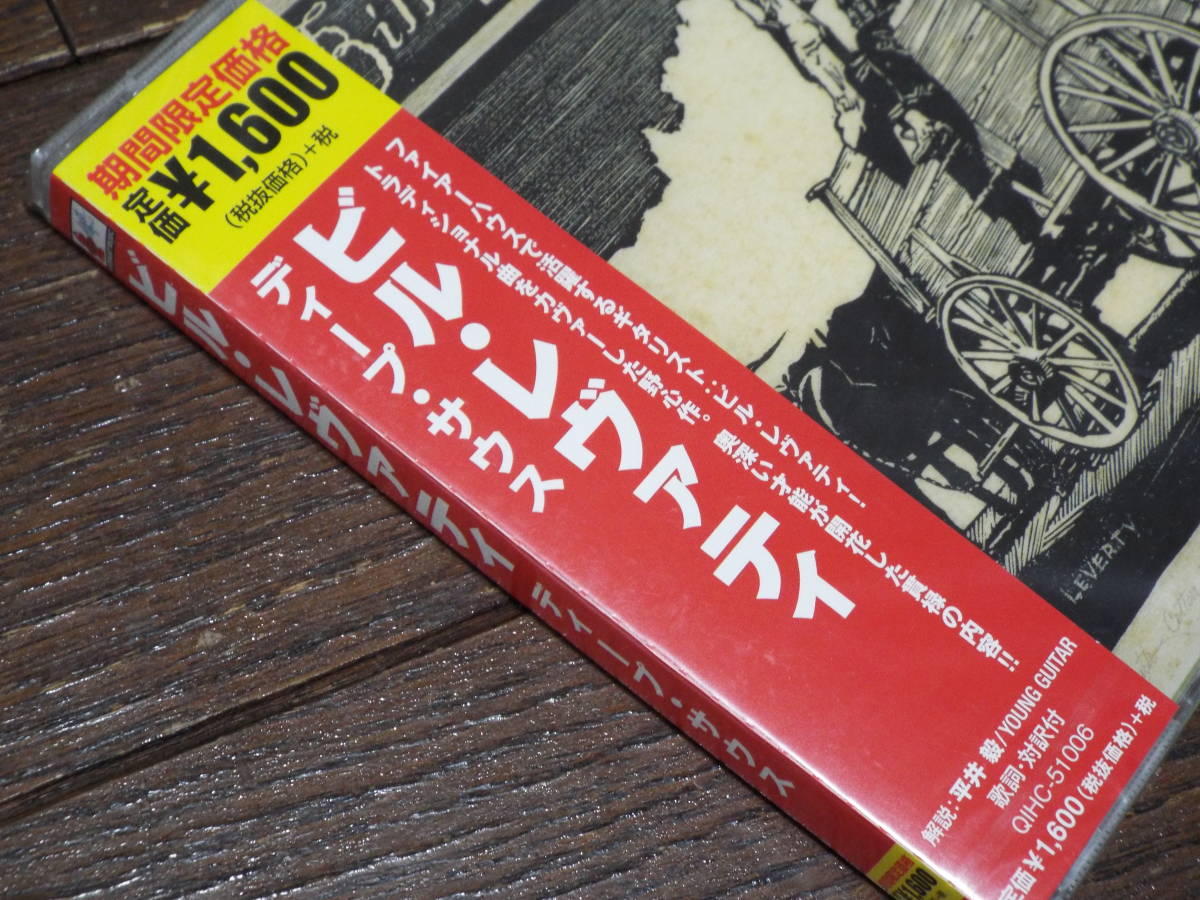 期間限定価格
定価¥1,600
(税抜価格)+税
ファイアーハウスで活躍するギタリスト:ビル・レヴァティ!
トラディショナル曲をカヴァーした野心作。奥深い才能が開花した貫禄の内容!!
ビル・レヴァティ
ディープ・サウス
解説:平井 毅/YOUNG GUITAR
歌詞・対訳付
QIHC-51006
定価¥1,600(税抜価格)+税
ビル・レヴァティ ディープ・サウス
¥1,600
LEVERTY